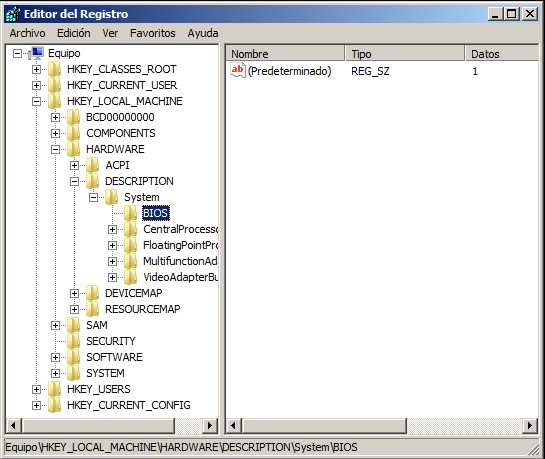 Editor del Registro
Archivo Edición Ver Favoritos Ayuda
Equipo
HKEY_CLASSES_ROOT
HKEY_CURRENT_USER
HKEY_LOCAL_MACHINE
BCD00000000
COMPONENTS
HARDWARE
ACPI
DESCRIPTION
System
BIOS
CentralProcesso
FloatingPointPro
MultifunctionAd
VideoAdapterBu
DEVICEMAP
RESOURCEMAP
SAM
SECURITY
SOFTWARE
SYSTEM
HKEY_USERS
HKEY_CURRENT_CONFIG
Nombre Tipo Datos
ab (Predeterminado) REG_SZ 1
Equipo\HKEY_LOCAL_MACHINE\HARDWARE\DESCRIPTION\System\BIOS